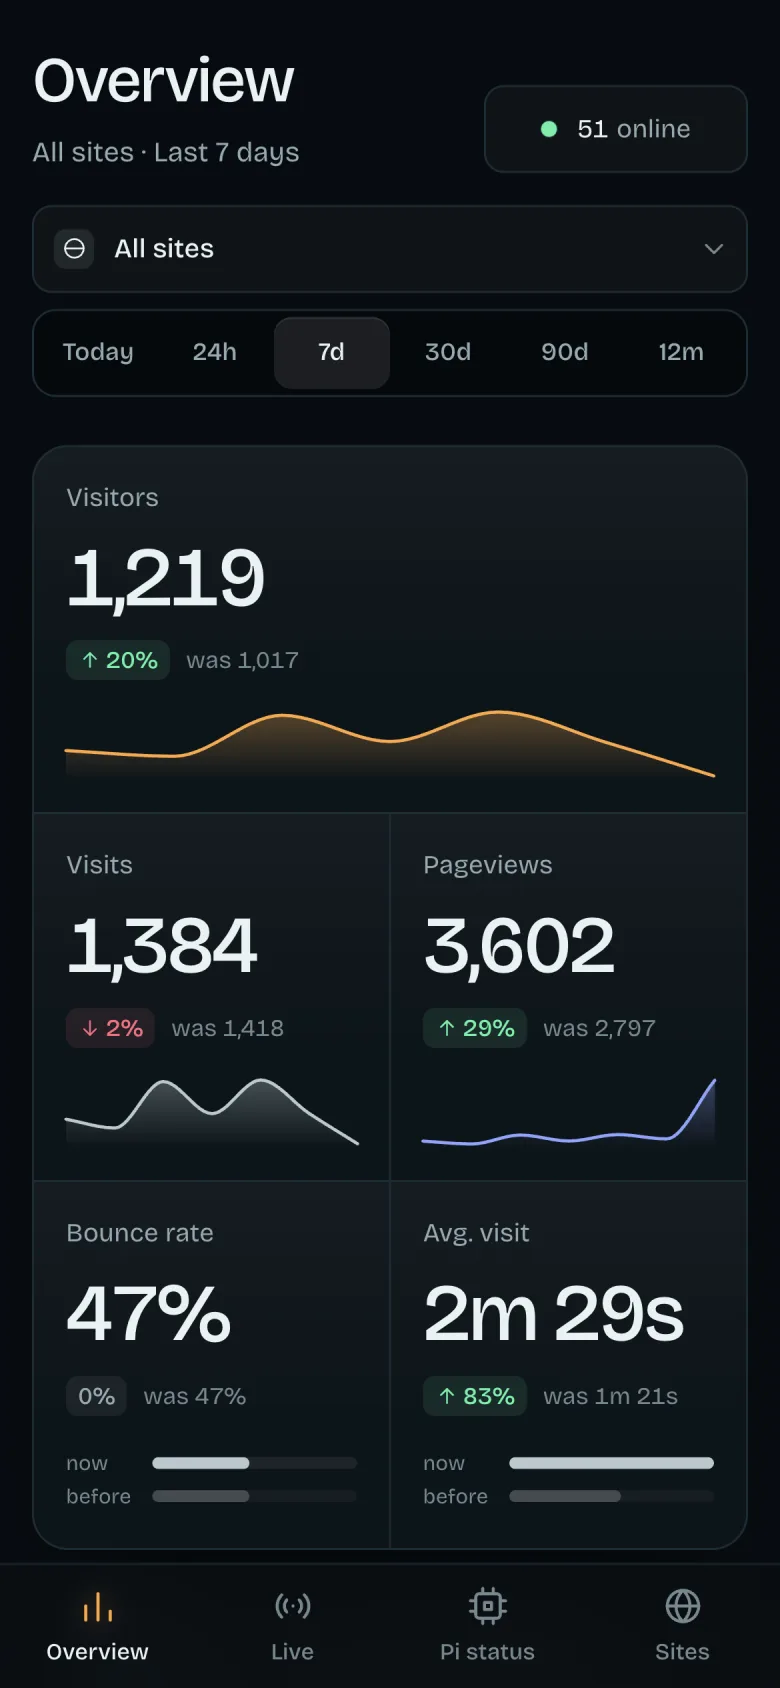 Overview
All sites · Last 7 days
51 online
All sites
Today 24h 7d 30d 90d 12m
Visitors
1,219
↑ 20% was 1,017
Visits
1,384
↓ 2% was 1,418
Pageviews
3,602
↑ 29% was 2,797
Bounce rate
47%
0% was 47%
now
before
Avg. visit
2m 29s
↑ 83% was 1m 21s
now
before
Overview Live Pi status Sites